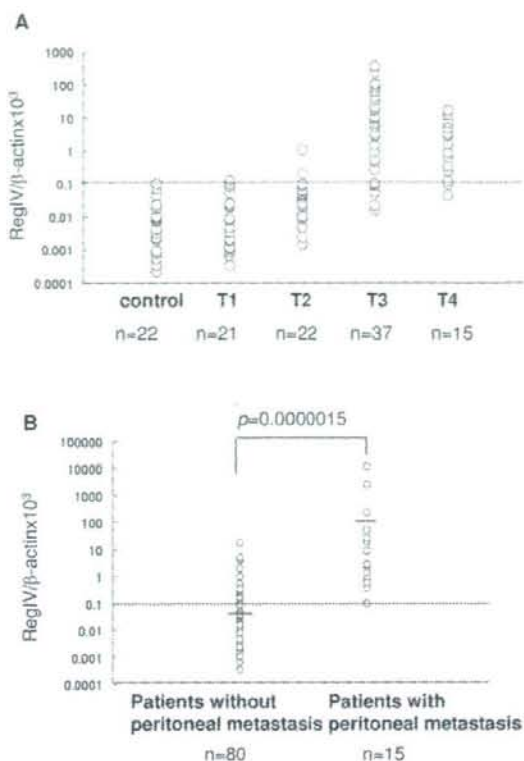 A
RegIV/β-actinx10³
1000
100
10
1
0.1
0.01
0.001
0.0001
control T1 T2 T3 T4
n=22 n=21 n=22 n=37 n=15
B
p=0.0000015
RegIV/β-actinx10³
100000
10000
1000
100
10
1
0.1
0.01
0.001
0.0001
Patients without Patients with
peritoneal metastasis peritoneal metastasis
n=80 n=15